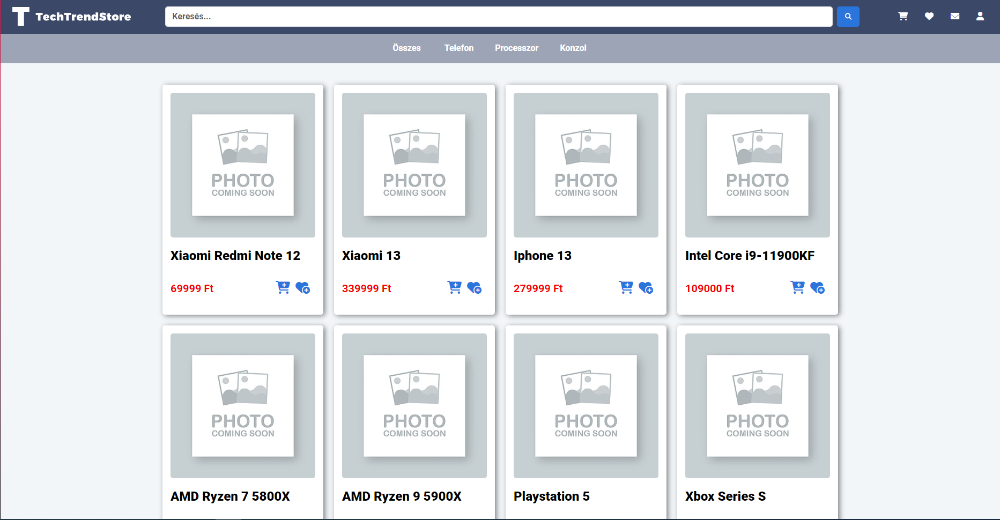 T TechTrendStore
Keresés...
Összes Telefon Processzor Konzol
PHOTO
COMING SOON
PHOTO
COMING SOON
PHOTO
COMING SOON
PHOTO
COMING SOON
Xiaomi Redmi Note 12
69999 Ft
Xiaomi 13
339999 Ft
Iphone 13
279999 Ft
Intel Core i9-11900KF
109000 Ft
PHOTO
COMING SOON
PHOTO
COMING SOON
PHOTO
COMING SOON
PHOTO
COMING SOON
AMD Ryzen 7 5800X
AMD Ryzen 9 5900X
Playstation 5
Xbox Series S